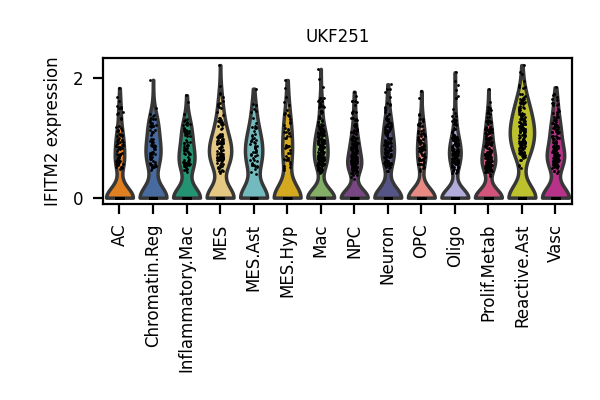 UKF251
IFITM2 expression
2
0
AC
Chromatin.Reg
Inflammatory.Mac
MES
MES.Ast
MES.Hyp
Mac
NPC
Neuron
OPC
Oligo
Prolif.Metab
Reactive.Ast
Vasc